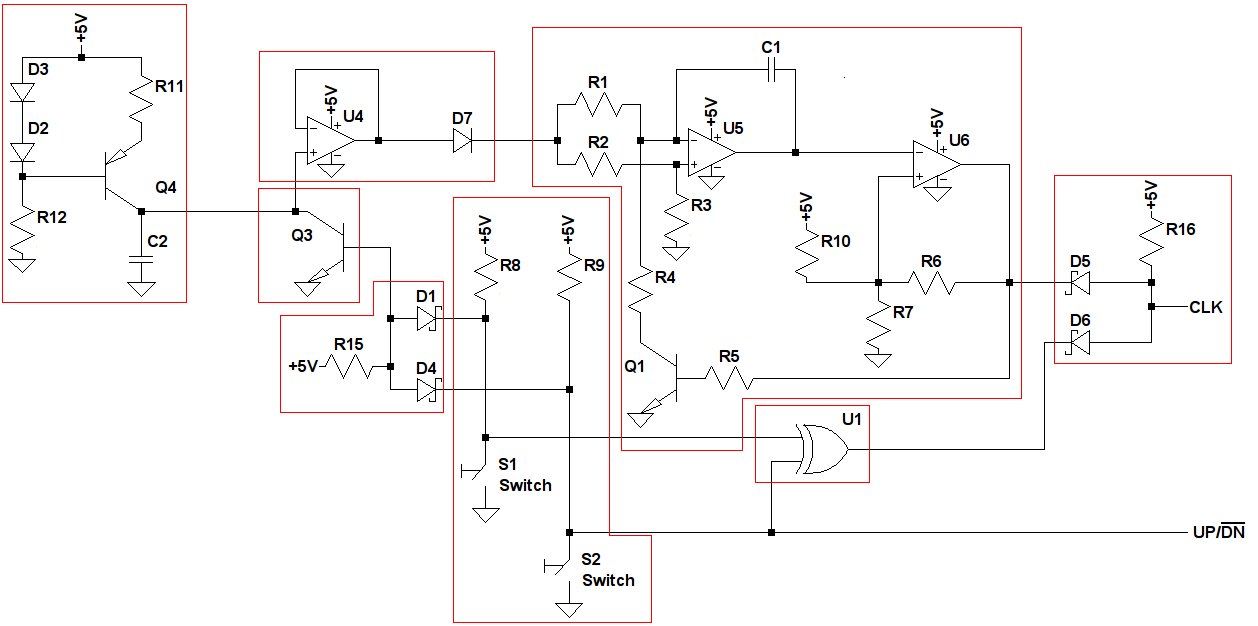 +5V
D3
R11
D2
Q4
R12
C2
+5V
U4
D7
Q3
R1
R2
C1
+5V
U5
R3
+5V
U6
+5V
R10
R6
R7
R4
Q1
R5
+5V
R8
+5V
R9
D1
R15
+5V
D4
S1
Switch
S2
Switch
U1
+5V
R16
D5
CLK
D6
UP/DN